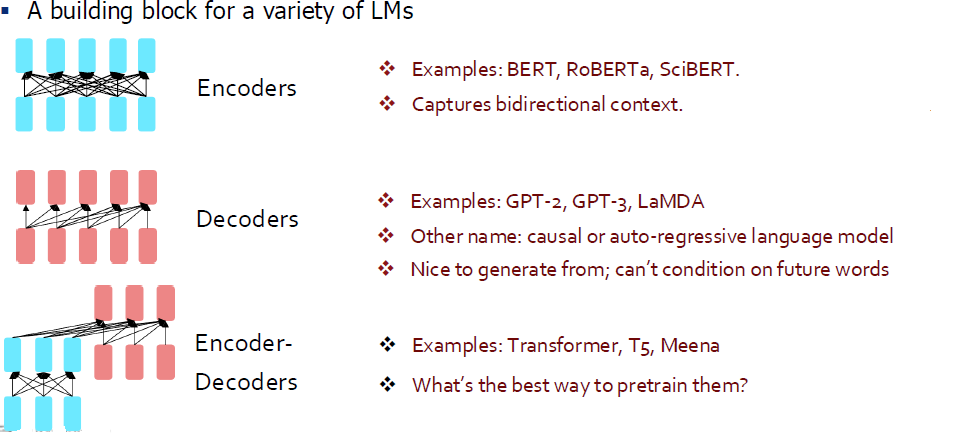 ▪ A building block for a variety of LMs
Encoders
❖ Examples: BERT, RoBERTa, SciBERT.
❖ Captures bidirectional context.
Decoders
❖ Examples: GPT-2, GPT-3, LaMDA
❖ Other name: causal or auto-regressive language model
❖ Nice to generate from; can’t condition on future words
Encoder-
Decoders
❖ Examples: Transformer, T5, Meena
❖ What’s the best way to pretrain them?